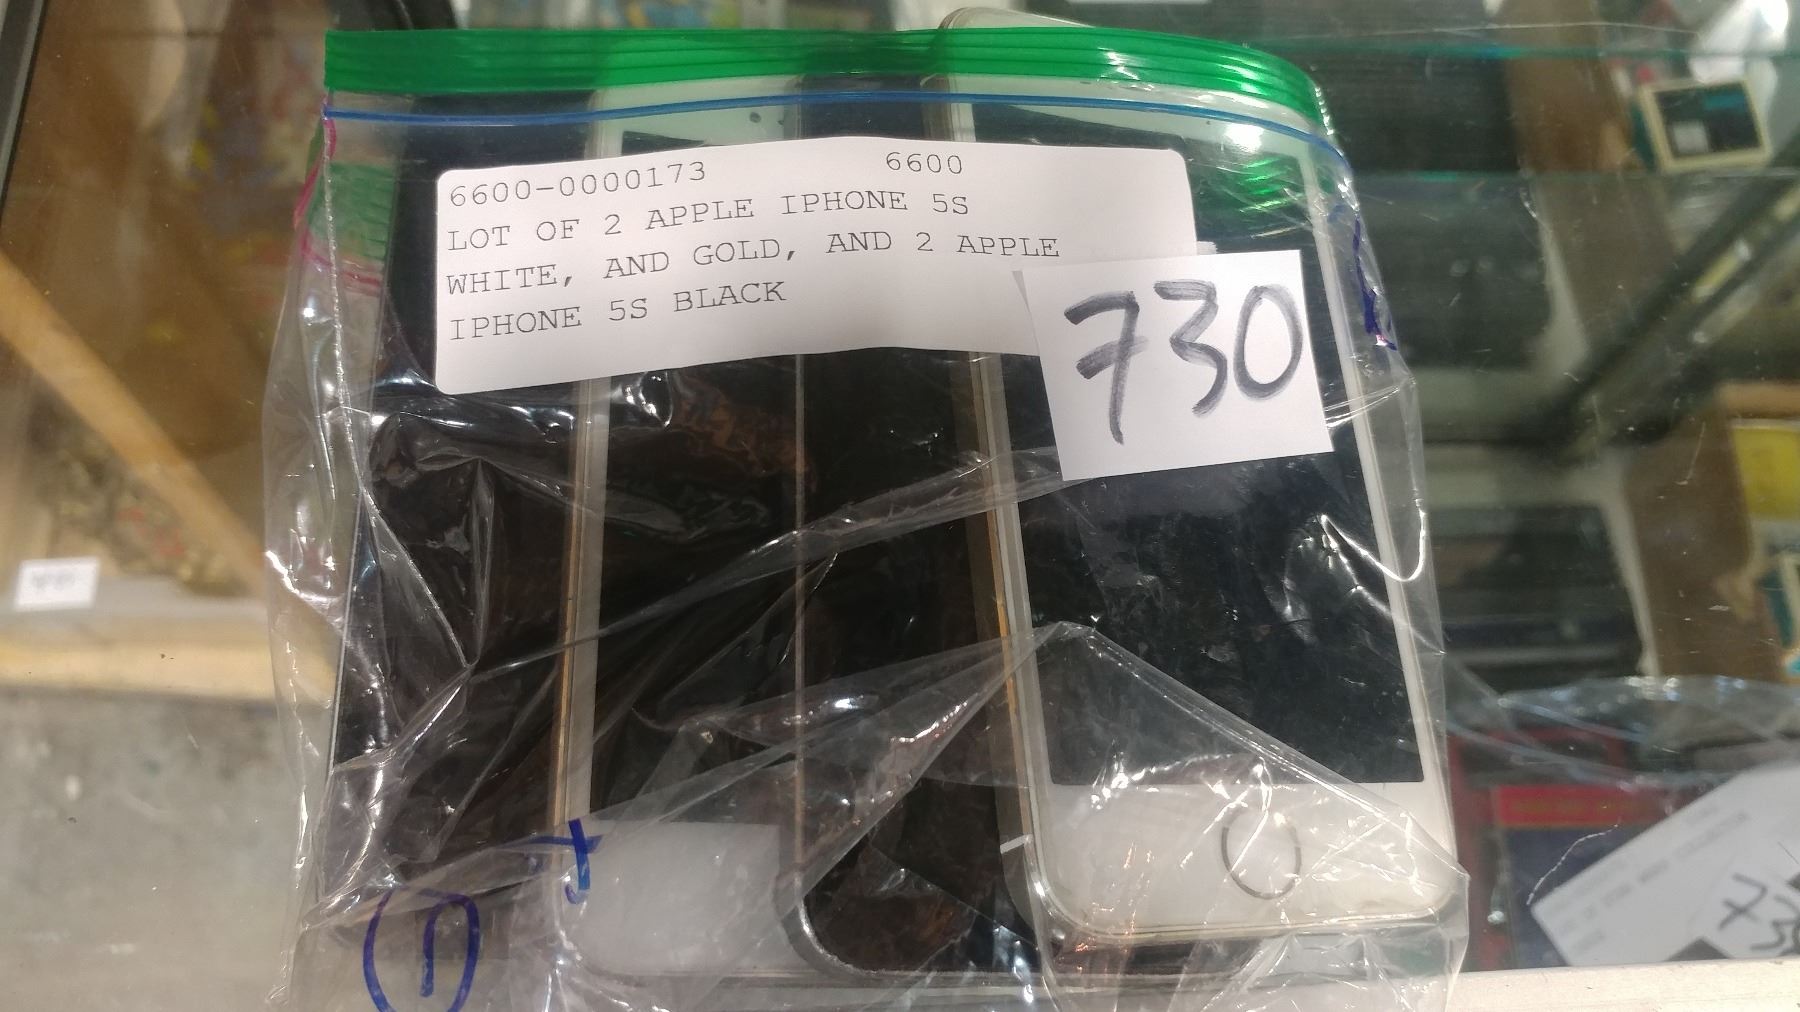 6600-0000173 6600
LOT OF 2 APPLE IPHONE 5S
WHITE, AND GOLD, AND 2 APPLE
IPHONE 5S BLACK
730